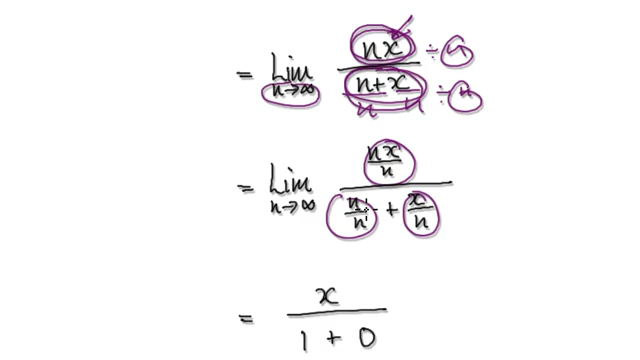 = Lim n→∞ nx / n+x ÷n ÷n
n n
= Lim n→∞ nx/n / n/n + x/n
= x / 1 + 0